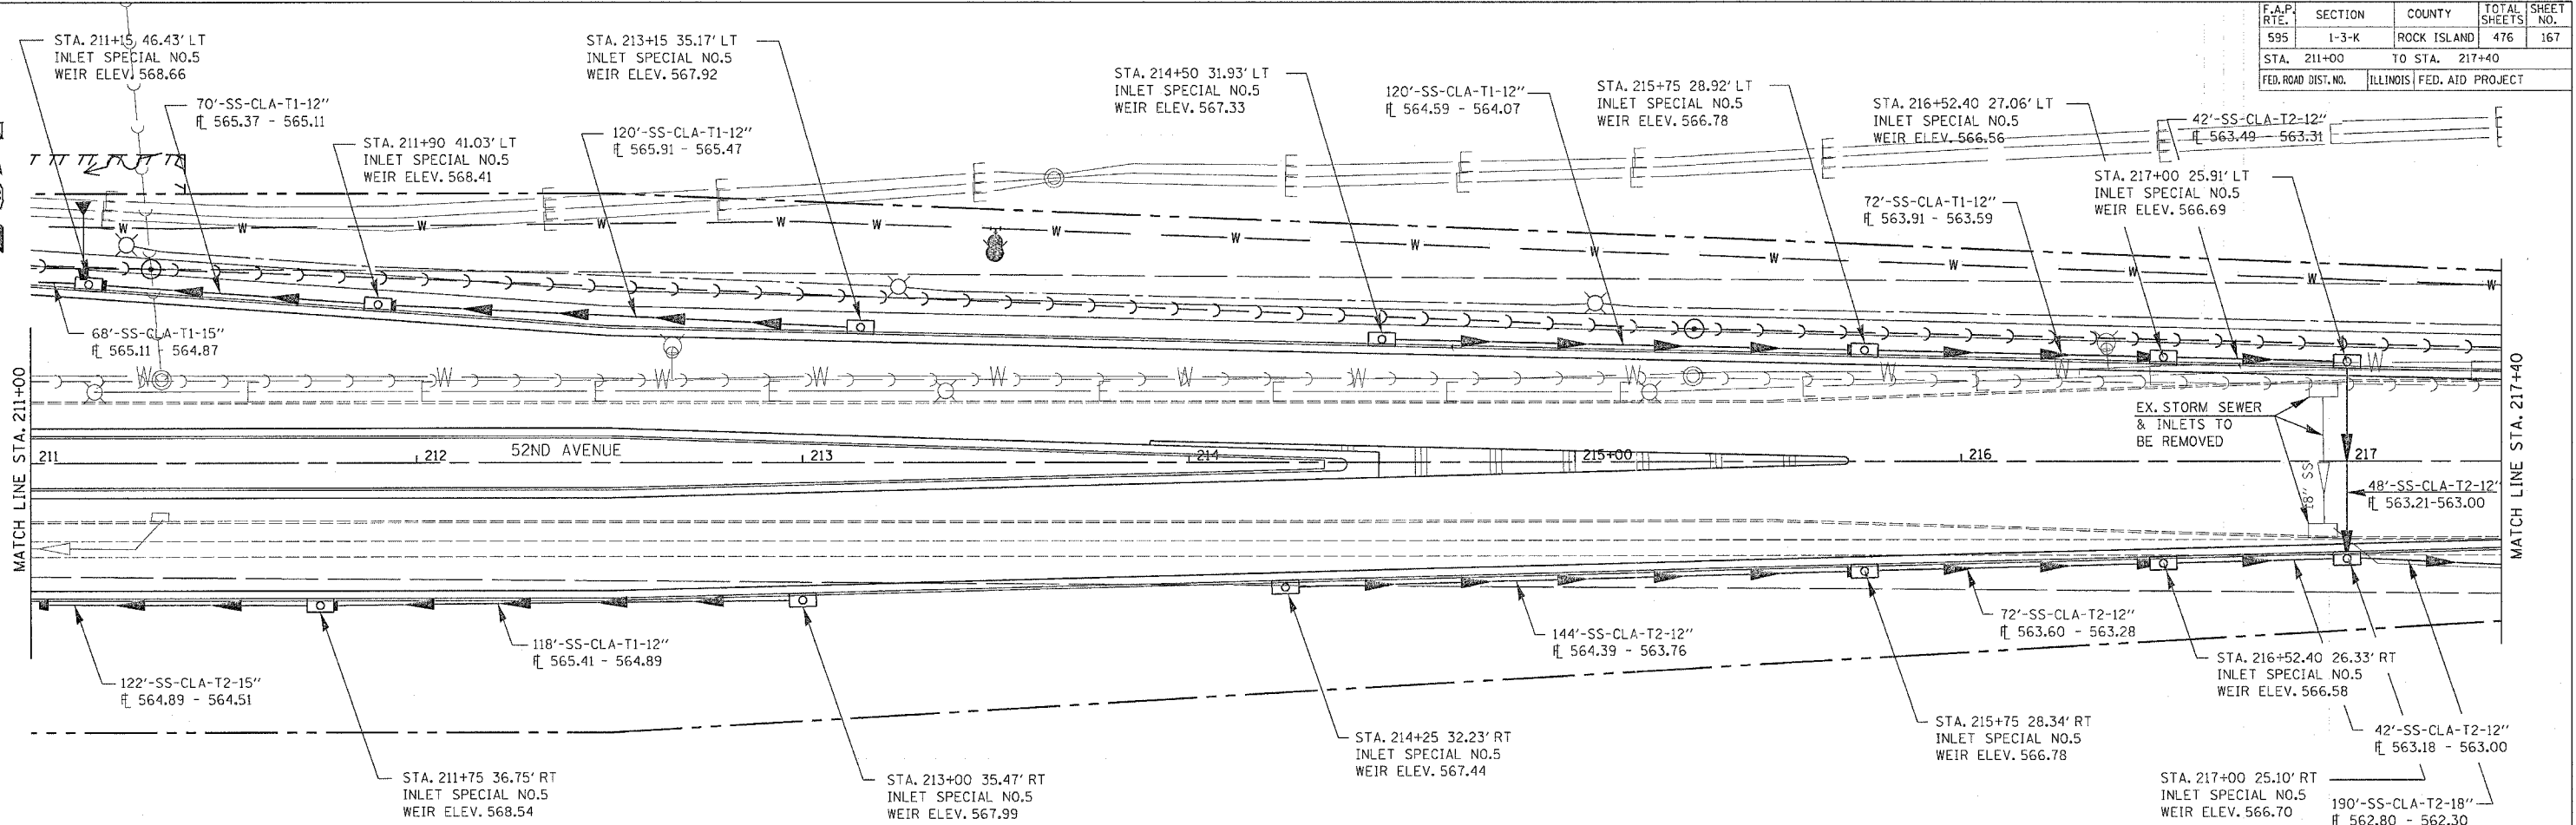 F.A.P. RTE. SECTION COUNTY TOTAL SHEETS SHEET NO.
595 1-3-K ROCK ISLAND 476 167
STA. 211+00 TO STA. 217+40
FED. ROAD DIST. NO. ILLINOIS FED. AID PROJECT
STA. 211+15 46.43' LT
INLET SPECIAL NO.5
WEIR ELEV. 568.66
70'-SS-CLA-T1-12"
FL 565.37 - 565.11
STA. 211+90 41.03' LT
INLET SPECIAL NO.5
WEIR ELEV. 568.41
STA. 213+15 35.17' LT
INLET SPECIAL NO.5
WEIR ELEV. 567.92
120'-SS-CLA-T1-12"
FL 565.91 - 565.47
STA. 214+50 31.93' LT
INLET SPECIAL NO.5
WEIR ELEV. 567.33
120'-SS-CLA-T1-12"
FL 564.59 - 564.07
STA. 215+75 28.92' LT
INLET SPECIAL NO.5
WEIR ELEV. 566.78
STA. 216+52.40 27.06' LT
INLET SPECIAL NO.5
WEIR ELEV. 566.56
42'-SS-CLA-T2-12"
FL 563.49 - 563.31
STA. 217+00 25.91' LT
INLET SPECIAL NO.5
WEIR ELEV. 566.69
72'-SS-CLA-T1-12"
FL 563.91 - 563.59
W W W W W W W W W W W W W W
68'-SS-CLA-T1-15"
FL 565.11 - 564.87
W W W W W W W W W W
MATCH LINE STA. 211+00
211 212 52ND AVENUE 213 214 215+00 216 217
EX. STORM SEWER
& INLETS TO
BE REMOVED
18" SS
48'-SS-CLA-T2-12"
FL 563.21-563.00
MATCH LINE STA. 217+40
122'-SS-CLA-T2-15"
FL 564.89 - 564.51
118'-SS-CLA-T1-12"
FL 565.41 - 564.89
144'-SS-CLA-T2-12"
FL 564.39 - 563.76
72'-SS-CLA-T2-12"
FL 563.60 - 563.28
STA. 216+52.40 26.33' RT
INLET SPECIAL NO.5
WEIR ELEV. 566.58
STA. 211+75 36.75' RT
INLET SPECIAL NO.5
WEIR ELEV. 568.54
STA. 213+00 35.47' RT
INLET SPECIAL NO.5
WEIR ELEV. 567.99
STA. 214+25 32.23' RT
INLET SPECIAL NO.5
WEIR ELEV. 567.44
STA. 215+75 28.34' RT
INLET SPECIAL NO.5
WEIR ELEV. 566.78
42'-SS-CLA-T2-12"
FL 563.18 - 563.00
STA. 217+00 25.10' RT
INLET SPECIAL NO.5
WEIR ELEV. 566.70
190'-SS-CLA-T2-18"
FL 562.80 - 562.30